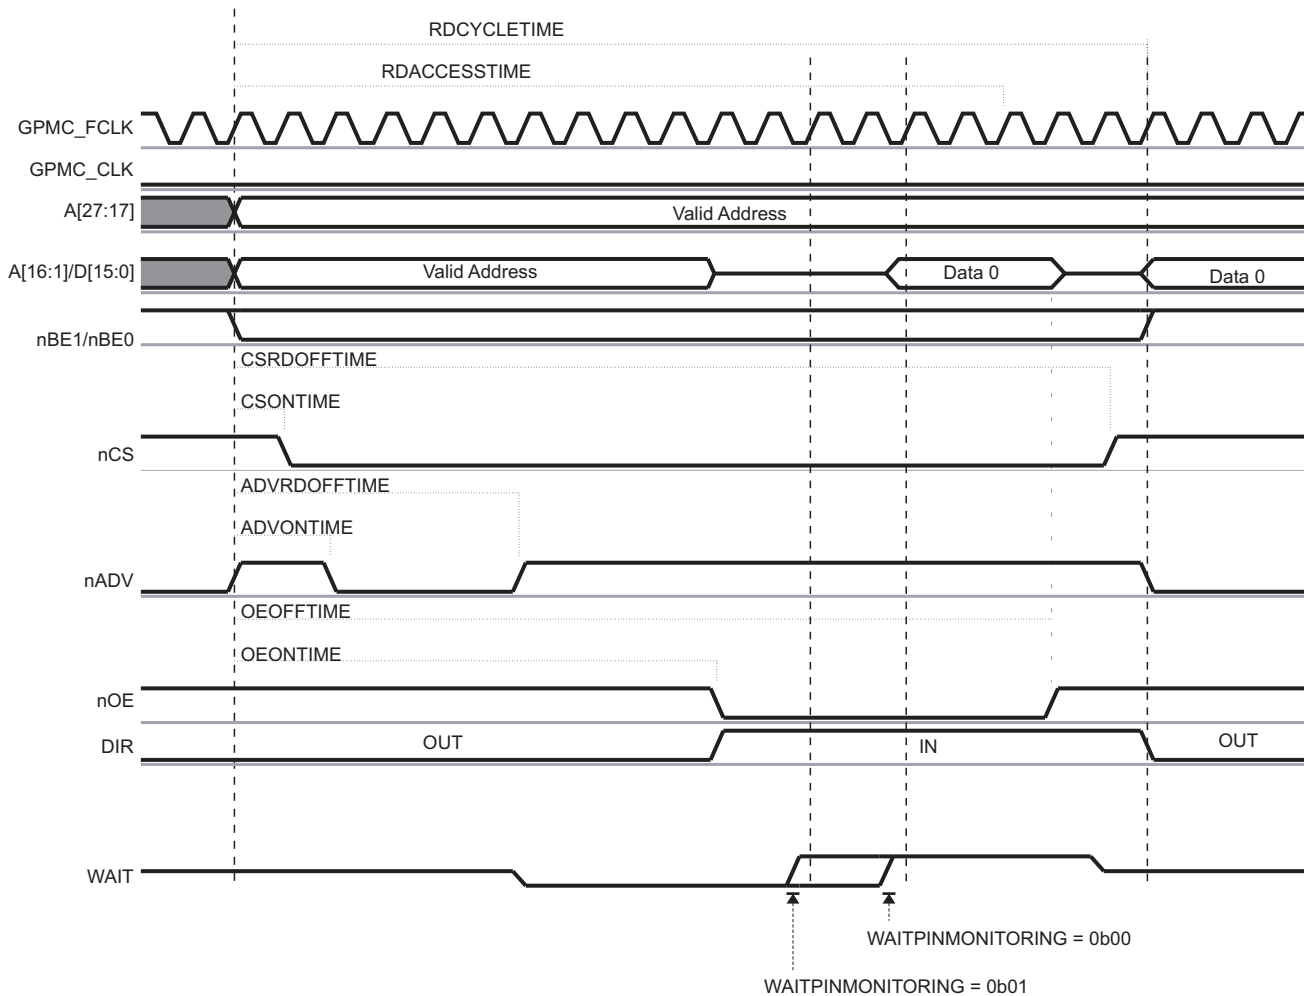 RDCYCLETIME
RDACCESSTIME
GPMC_FCLK
GPMC_CLK
A[27:17]
Valid Address
A[16:1]/D[15:0]
Valid Address
Data 0
Data 0
nBE1/nBE0
CSRDOFFTIME
CSONTIME
nCS
ADVRDOFFTIME
ADVONTIME
nADV
OEOFFTIME
OEONTIME
nOE
DIR
OUT
IN
OUT
WAIT
WAITPINMONITORING = 0b00
WAITPINMONITORING = 0b01